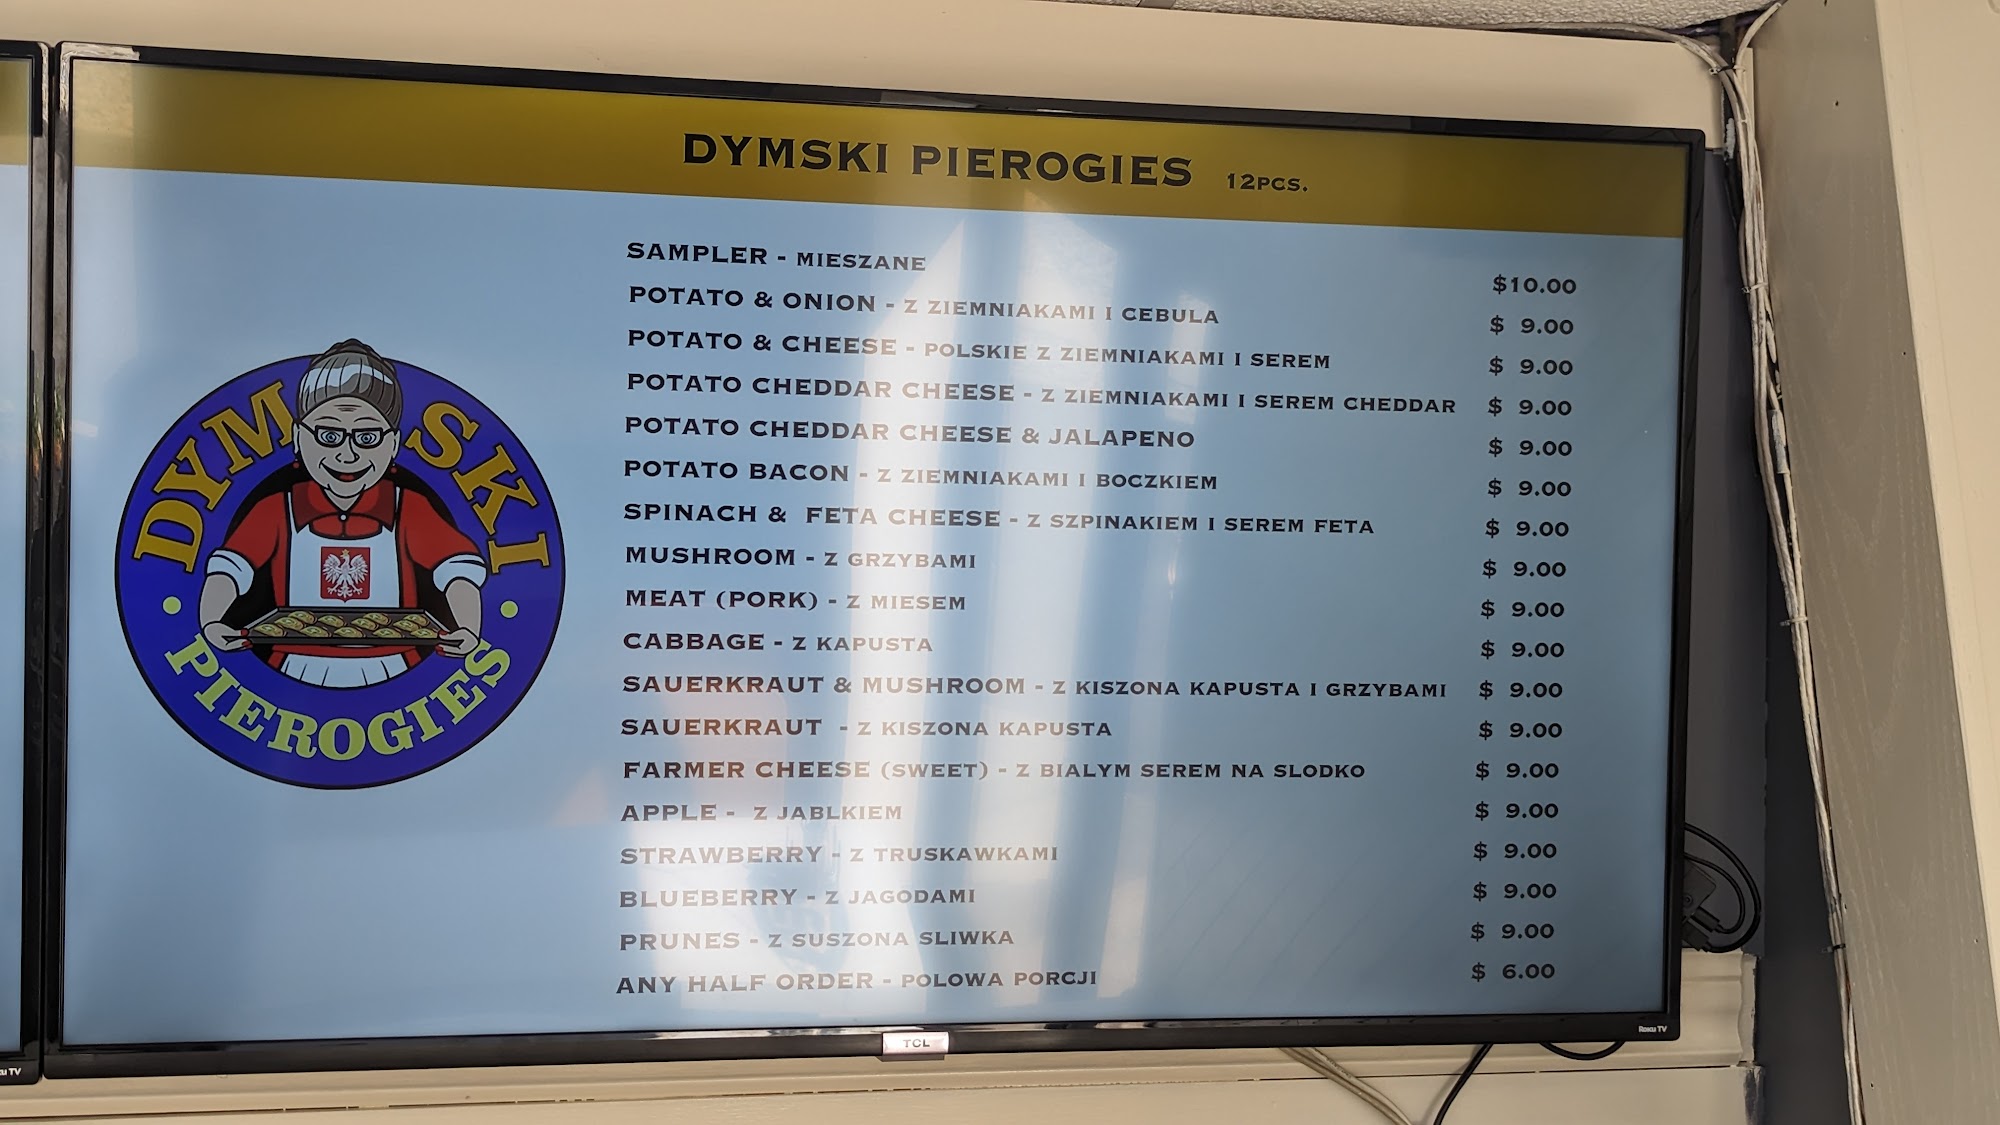 DYMSKI PIEROGIES 12PCS.
SAMPLER - MIESZANE $10.00
POTATO & ONION - Z ZIEMNIAKAMI I CEBULA $ 9.00
POTATO & CHEESE - POLSKIE Z ZIEMNIAKAMI I SEREM $ 9.00
POTATO CHEDDAR CHEESE - Z ZIEMNIAKAMI I SEREM CHEDDAR $ 9.00
POTATO CHEDDAR CHEESE & JALAPENO $ 9.00
POTATO BACON - Z ZIEMNIAKAMI I BOCZKIEM $ 9.00
SPINACH & FETA CHEESE - Z SZPINAKIEM I SEREM FETA $ 9.00
MUSHROOM - Z GRZYBAMI $ 9.00
MEAT (PORK) - Z MIESEM $ 9.00
CABBAGE - Z KAPUSTA $ 9.00
SAUERKRAUT & MUSHROOM - Z KISZONA KAPUSTA I GRZYBAMI $ 9.00
SAUERKRAUT - Z KISZONA KAPUSTA $ 9.00
FARMER CHEESE (SWEET) - Z BIALYM SEREM NA SLODKO $ 9.00
APPLE - Z JABLKIEM $ 9.00
STRAWBERRY - Z TRUSKAWKAMI $ 9.00
BLUEBERRY - Z JAGODAMI $ 9.00
PRUNES - Z SUSZONA SLIWKA $ 9.00
ANY HALF ORDER - POLOWA PORCJI $ 6.00
DYMSKI
PIEROGIES
TCL
Roku TV
ku TV